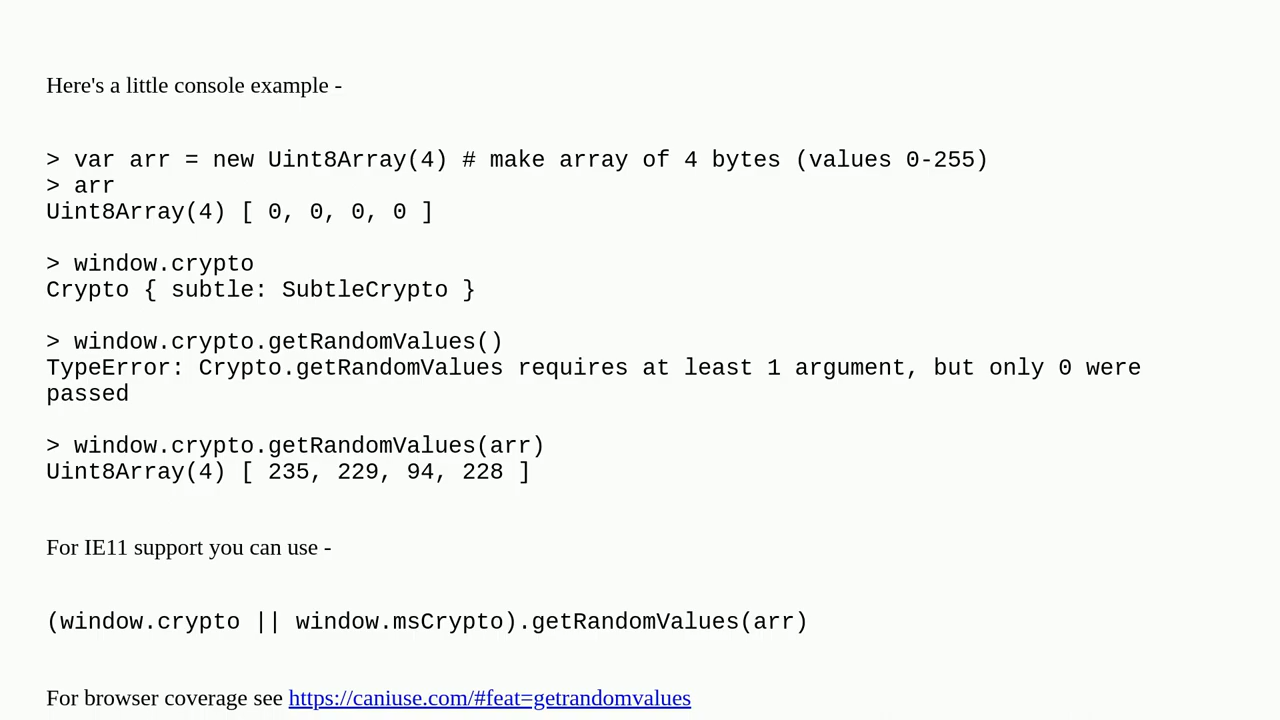 Here's a little console example -
> var arr = new Uint8Array(4) # make array of 4 bytes (values 0-255)
> arr
Uint8Array(4) [ 0, 0, 0, 0 ]
> window.crypto
Crypto { subtle: SubtleCrypto }
> window.crypto.getRandomValues()
TypeError: Crypto.getRandomValues requires at least 1 argument, but only 0 were
passed
> window.crypto.getRandomValues(arr)
Uint8Array(4) [ 235, 229, 94, 228 ]
For IE11 support you can use -
(window.crypto || window.msCrypto).getRandomValues(arr)
For browser coverage see https://caniuse.com/#feat=getrandomvalues